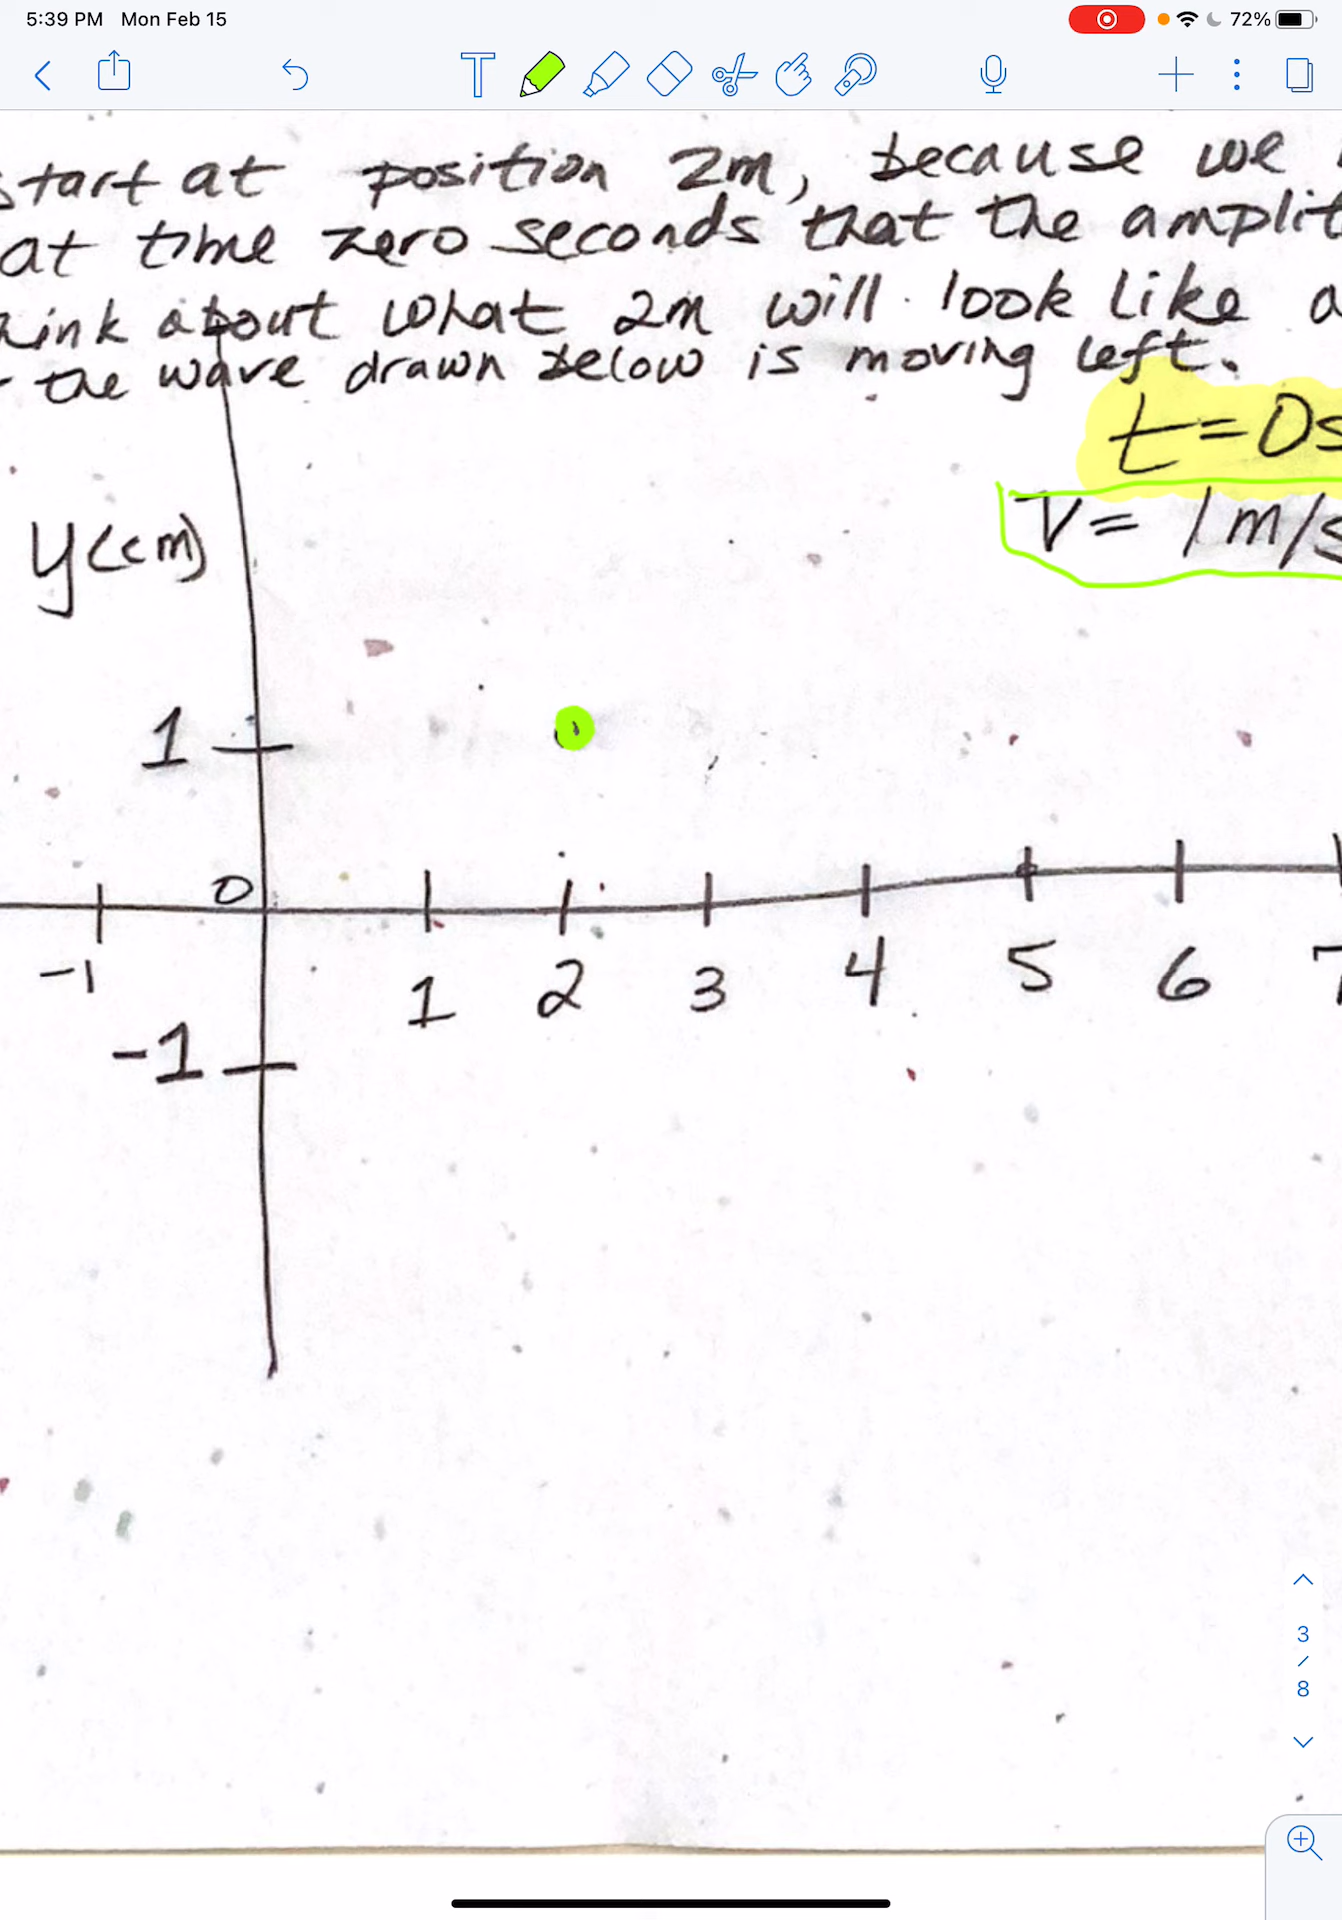 5:39 PM Mon Feb 15 72%
T
start at position 2m, because we
at time zero seconds that the amplit
hink about what 2m will look like a
the wave drawn below is moving left.
t=0s
y(cm)
V= 1m/s
1
0
-1 1 2 3 4 5 6 7
-1
3
/
8